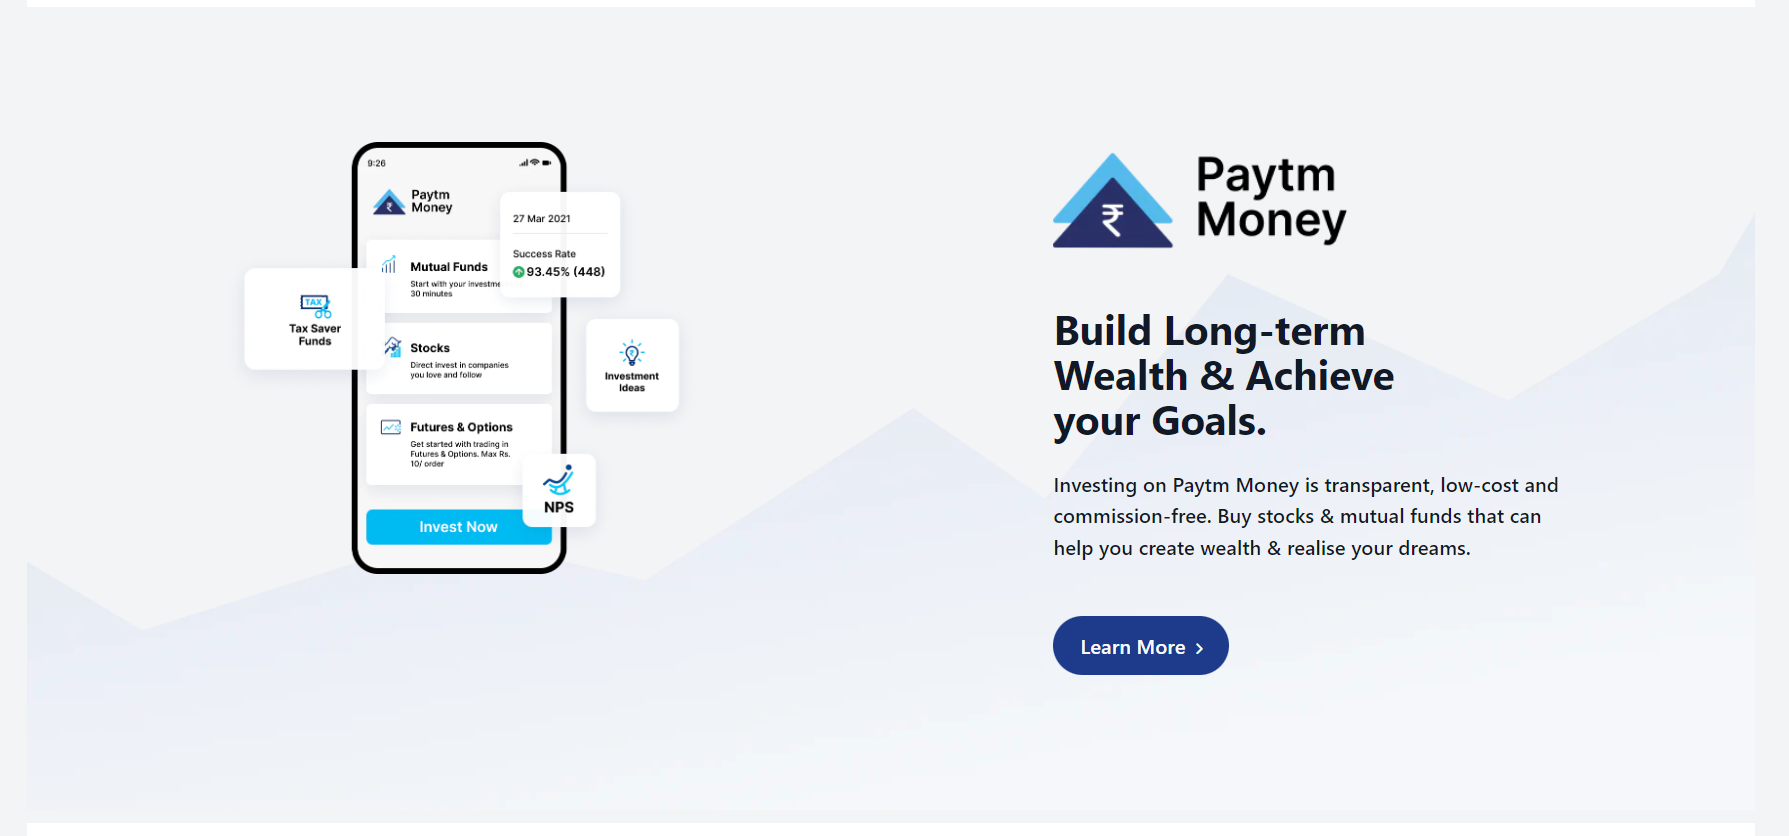 9:26
Paytm
Money
27 Mar 2021
Success Rate
93.45% (448)
Mutual Funds
Start with your
30 minutes
TAX
Tax Saver
Funds
Stocks
Direct invest in companies
you love and follow
Investment
Ideas
Futures & Options
Get started with trading in
Futures & Options. Max Rs.
10/ order
NPS
Invest Now
₹
Paytm
Money
Build Long-term
Wealth & Achieve
your Goals.
Investing on Paytm Money is transparent, low-cost and
commission-free. Buy stocks & mutual funds that can
help you create wealth & realise your dreams.
Learn More ›